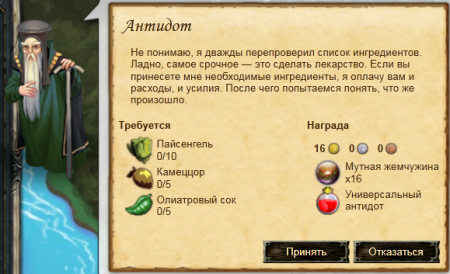 Антидот
Не понимаю, я дважды перепроверил список ингредиентов.
Ладно, самое срочное — это сделать лекарство. Если вы
принесете мне необходимые ингредиенты, я оплачу вам и
расходы, и усилия. После чего попытаемся понять, что же
произошло.
Требуется
Пайсенгель
0/10
Камеццор
0/5
Олиатровый сок
0/5
Награда
16 0 0
Мутная жемчужина
x16
Универсальный
антидот
Принять
Отказаться